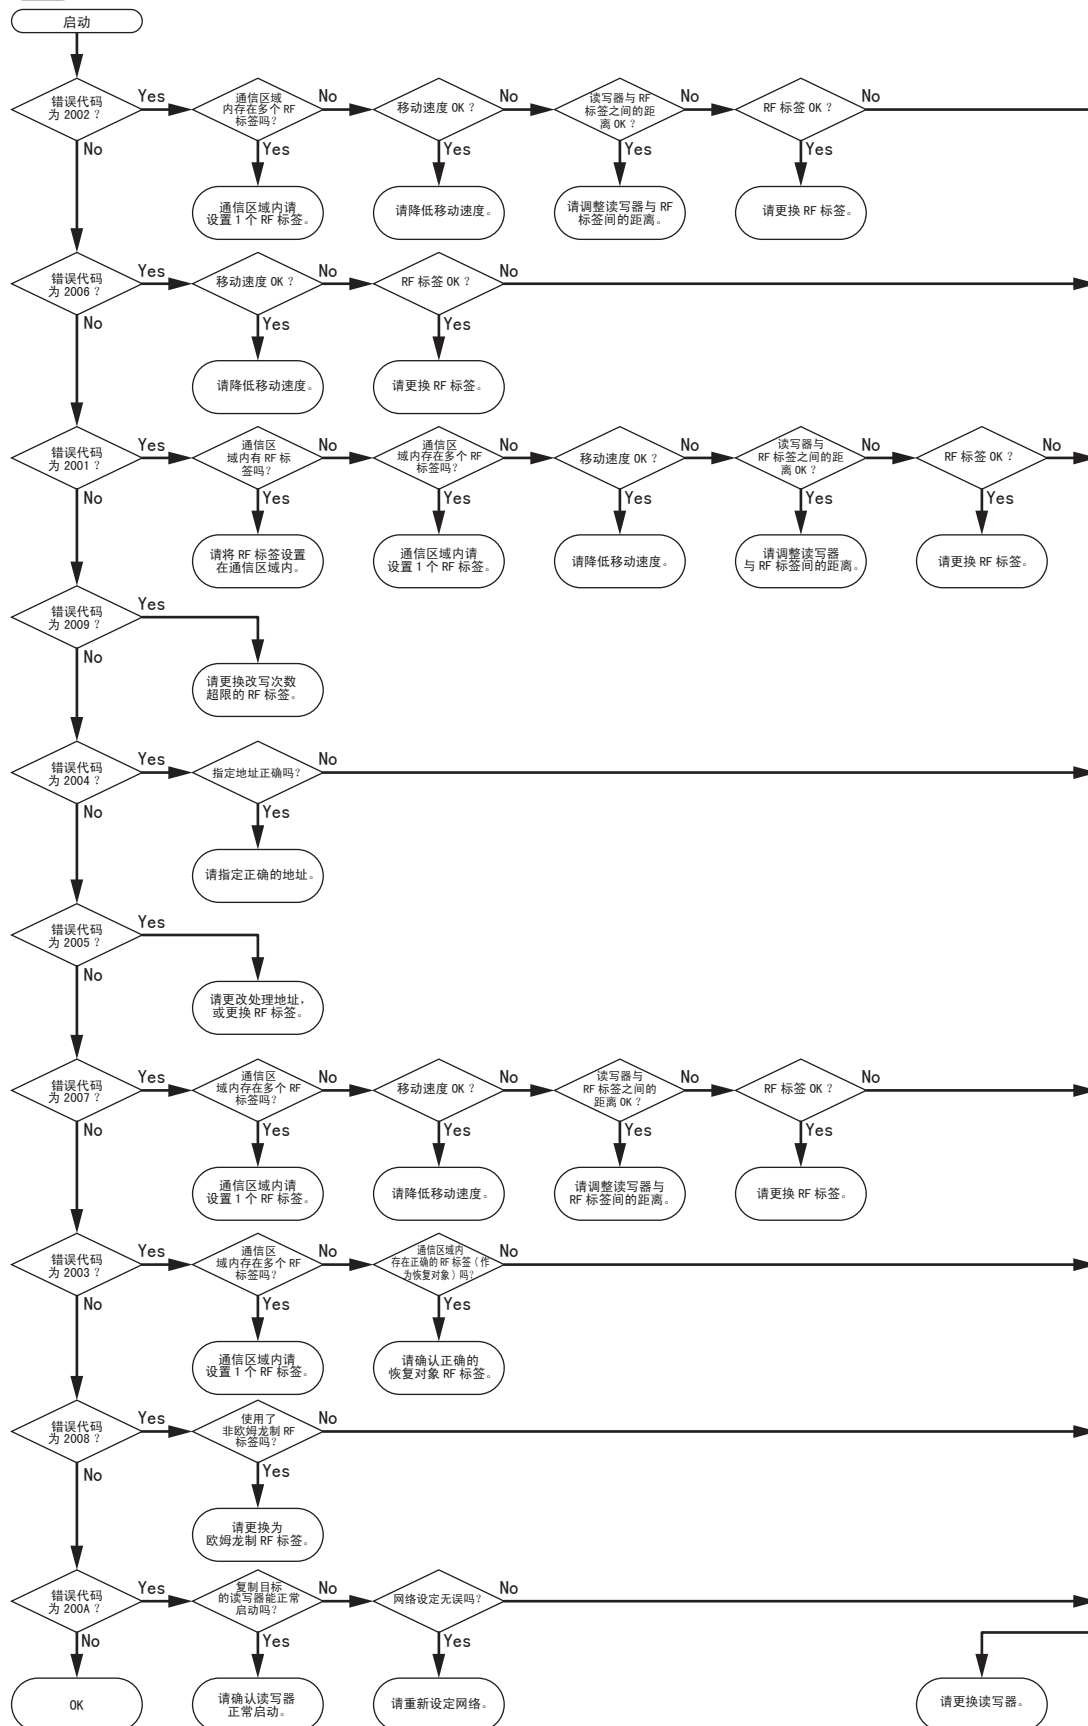 启动
错误代码
为 2002 ?
Yes
No
通信区域
内存在多个 RF
标签吗?
No
Yes
通信区域内请
设置 1 个 RF 标签。
移动速度 OK ?
No
Yes
请降低移动速度。
读写器与 RF
标签之间的距
离 OK ?
No
Yes
请调整读写器与 RF
标签间的距离。
RF 标签 OK ?
No
Yes
请更换 RF 标签。
错误代码
为 2006 ?
Yes
No
移动速度 OK ?
No
Yes
请降低移动速度。
RF 标签 OK ?
No
Yes
请更换 RF 标签。
错误代码
为 2001 ?
Yes
No
通信区
域内有 RF 标
签吗?
No
Yes
请将 RF 标签设置
在通信区域内。
通信区
域内存在多个 RF
标签吗?
No
Yes
通信区域内请
设置 1 个 RF 标签。
移动速度 OK ?
No
Yes
请降低移动速度。
读写器与
RF 标签之间的距
离 OK ?
No
Yes
请调整读写器
与 RF 标签间的距离。
RF 标签 OK ?
No
Yes
请更换 RF 标签。
错误代码
为 2009 ?
Yes
No
请更换改写次数
超限的 RF 标签。
错误代码
为 2004 ?
Yes
No
指定地址正确吗?
No
Yes
请指定正确的地址。
错误代码
为 2005 ?
Yes
No
请更改处理地址,
或更换 RF 标签。
错误代码
为 2007 ?
Yes
No
通信区
域内存在多个 RF
标签吗?
No
Yes
通信区域内请
设置 1 个 RF 标签。
移动速度 OK ?
No
Yes
请降低移动速度。
读写器与
RF 标签之间的
距离 OK ?
No
Yes
请调整读写器与
RF 标签间的距离。
RF 标签 OK ?
No
Yes
请更换 RF 标签。
错误代码
为 2003 ?
Yes
No
通信区
域内存在多个 RF
标签吗?
No
Yes
通信区域内请
设置 1 个 RF 标签。
通信区域内
存在正确的 RF 标签 ( 作
为恢复对象 ) 吗?
No
Yes
请确认正确的
恢复对象 RF 标签。
错误代码
为 2008 ?
Yes
No
使用了
非欧姆龙制 RF
标签吗?
No
Yes
请更换为
欧姆龙制 RF 标签。
错误代码
为 200A ?
Yes
No
OK
复制目标
的读写器能正常
启动吗?
No
Yes
请确认读写器
正常启动。
网络设定无误吗?
No
Yes
请重新设定网络。
请更换读写器。